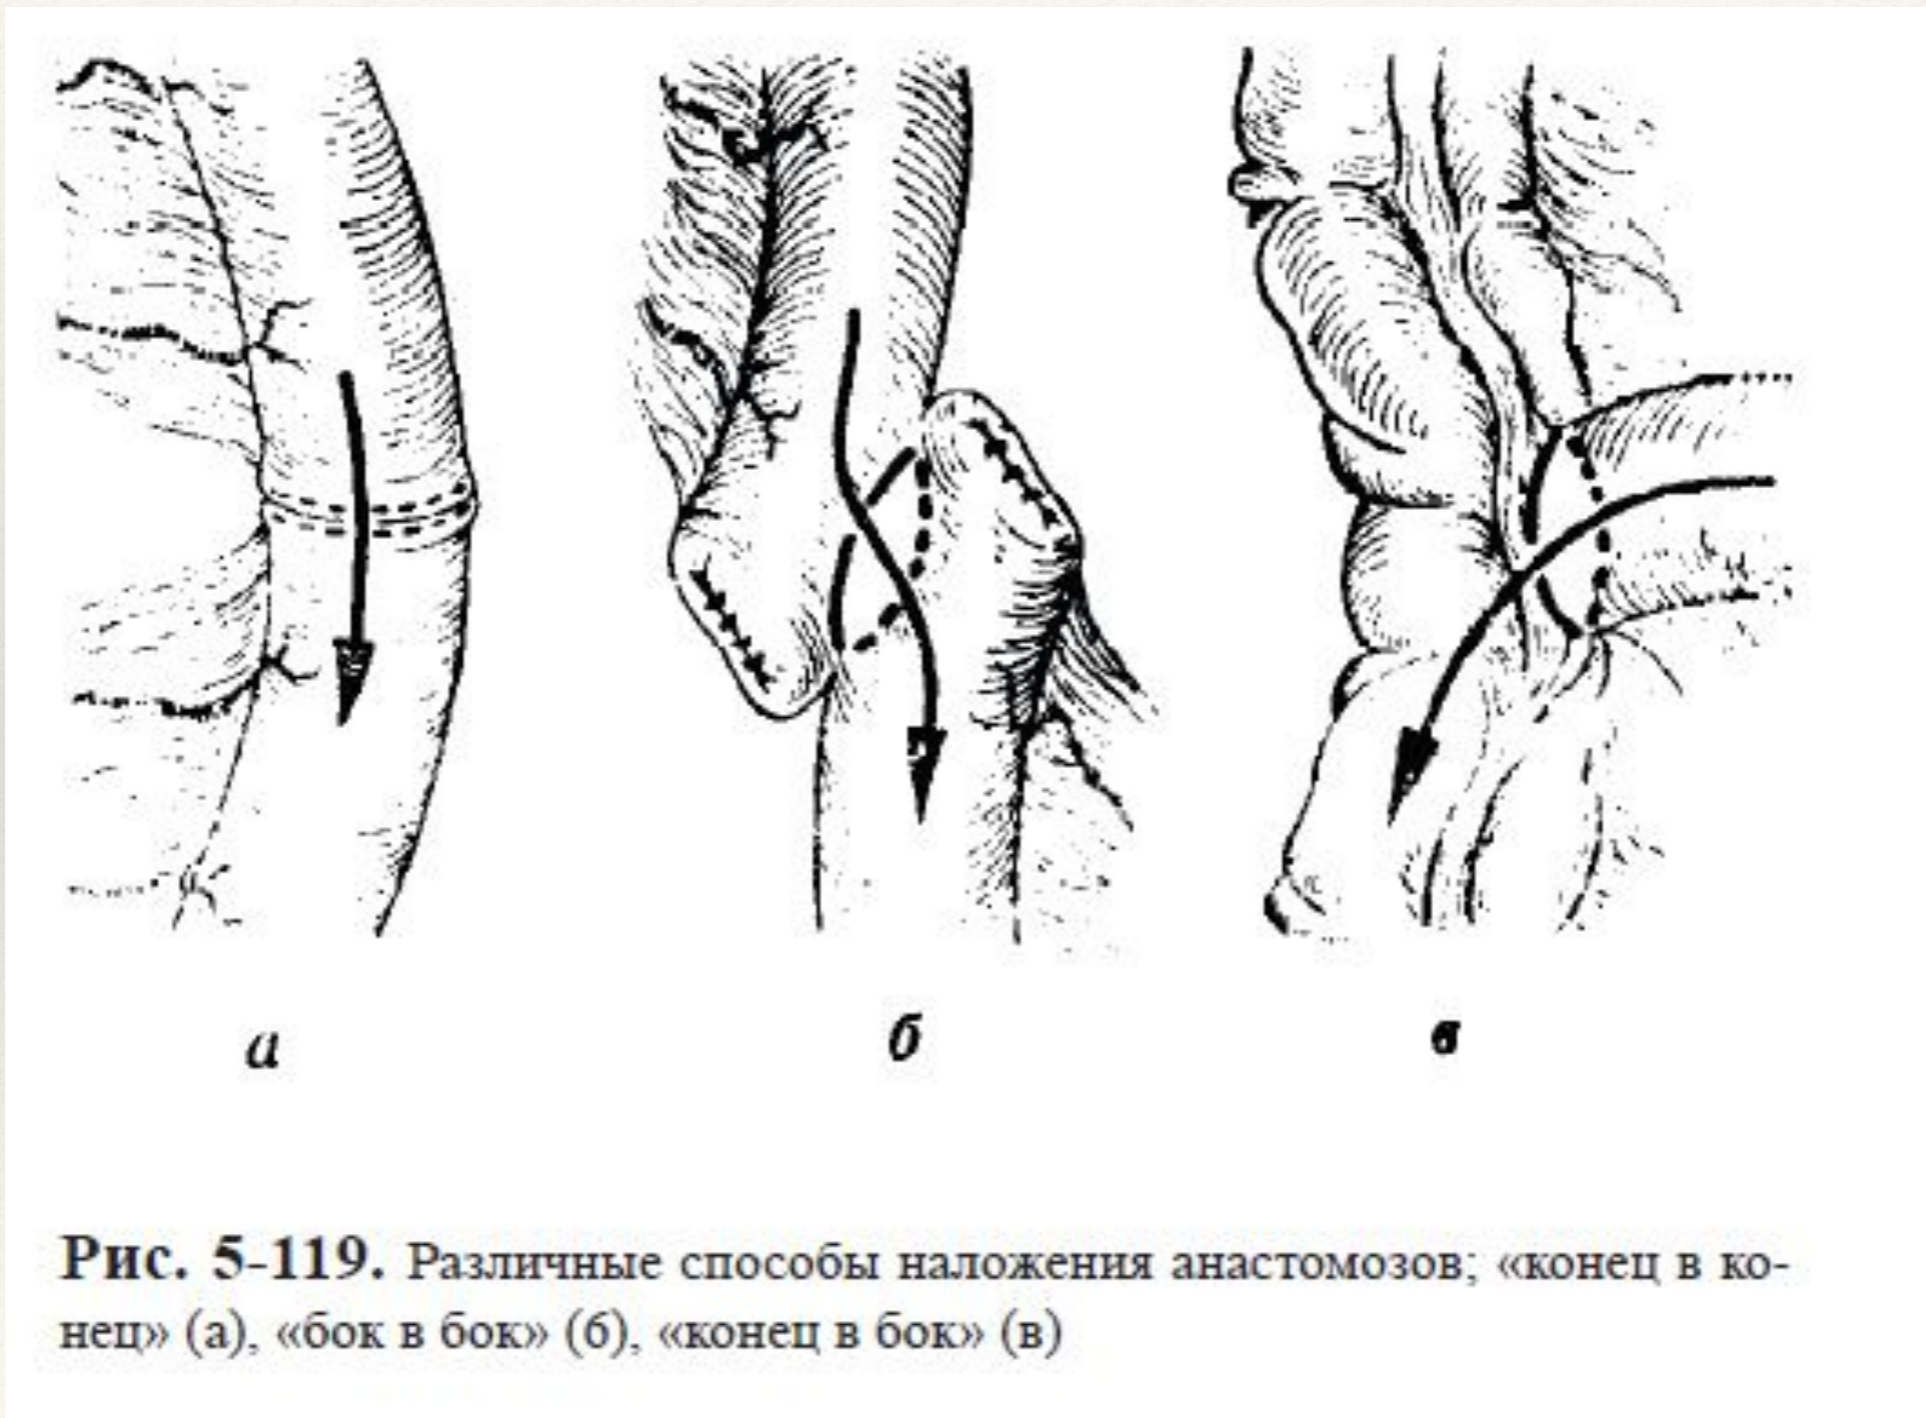 а б в
Рис. 5-119. Различные способы наложения анастомозов; «конец в ко-
нец» (а), «бок в бок» (б), «конец в бок» (в)